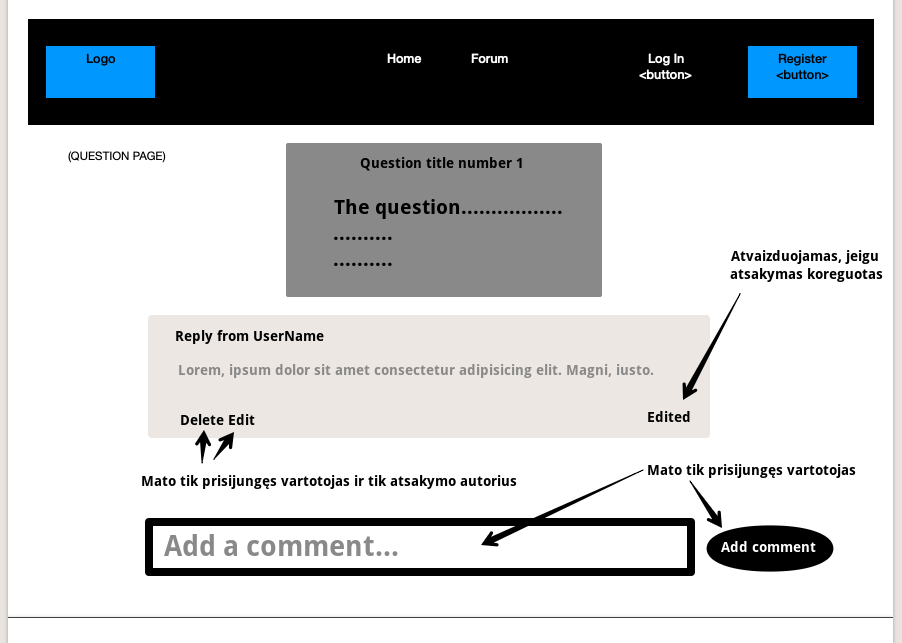 Logo
Home
Forum
Log In
<button>
Register
<button>
(QUESTION PAGE)
Question title number 1
The question.................
..........
..........
Atvaizduojamas, jeigu
atsakymas koreguotas
Reply from UserName
Lorem, ipsum dolor sit amet consectetur adipisicing elit. Magni, iusto.
Delete Edit
Edited
Mato tik prisijungęs vartotojas ir tik atsakymo autorius
Mato tik prisijungęs vartotojas
Add a comment...
Add comment